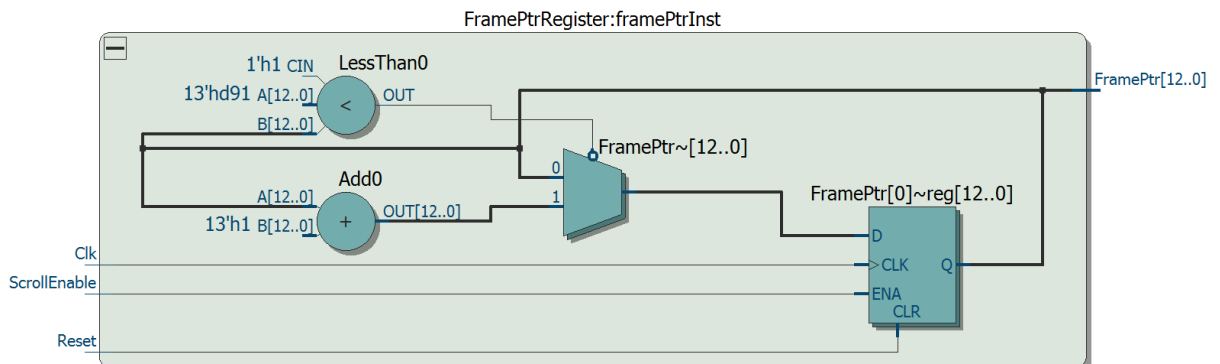 FramePtrRegister:framePtrInst
LessThan0
1'h1 CIN
13'hd91 A[12..0]
B[12..0]
<
OUT
FramePtr[12..0]
FramePtr~[12..0]
0
1
Add0
A[12..0]
13'h1 B[12..0]
+
OUT[12..0]
FramePtr[0]~reg[12..0]
D
CLK
Q
ENA
CLR
Clk
ScrollEnable
Reset